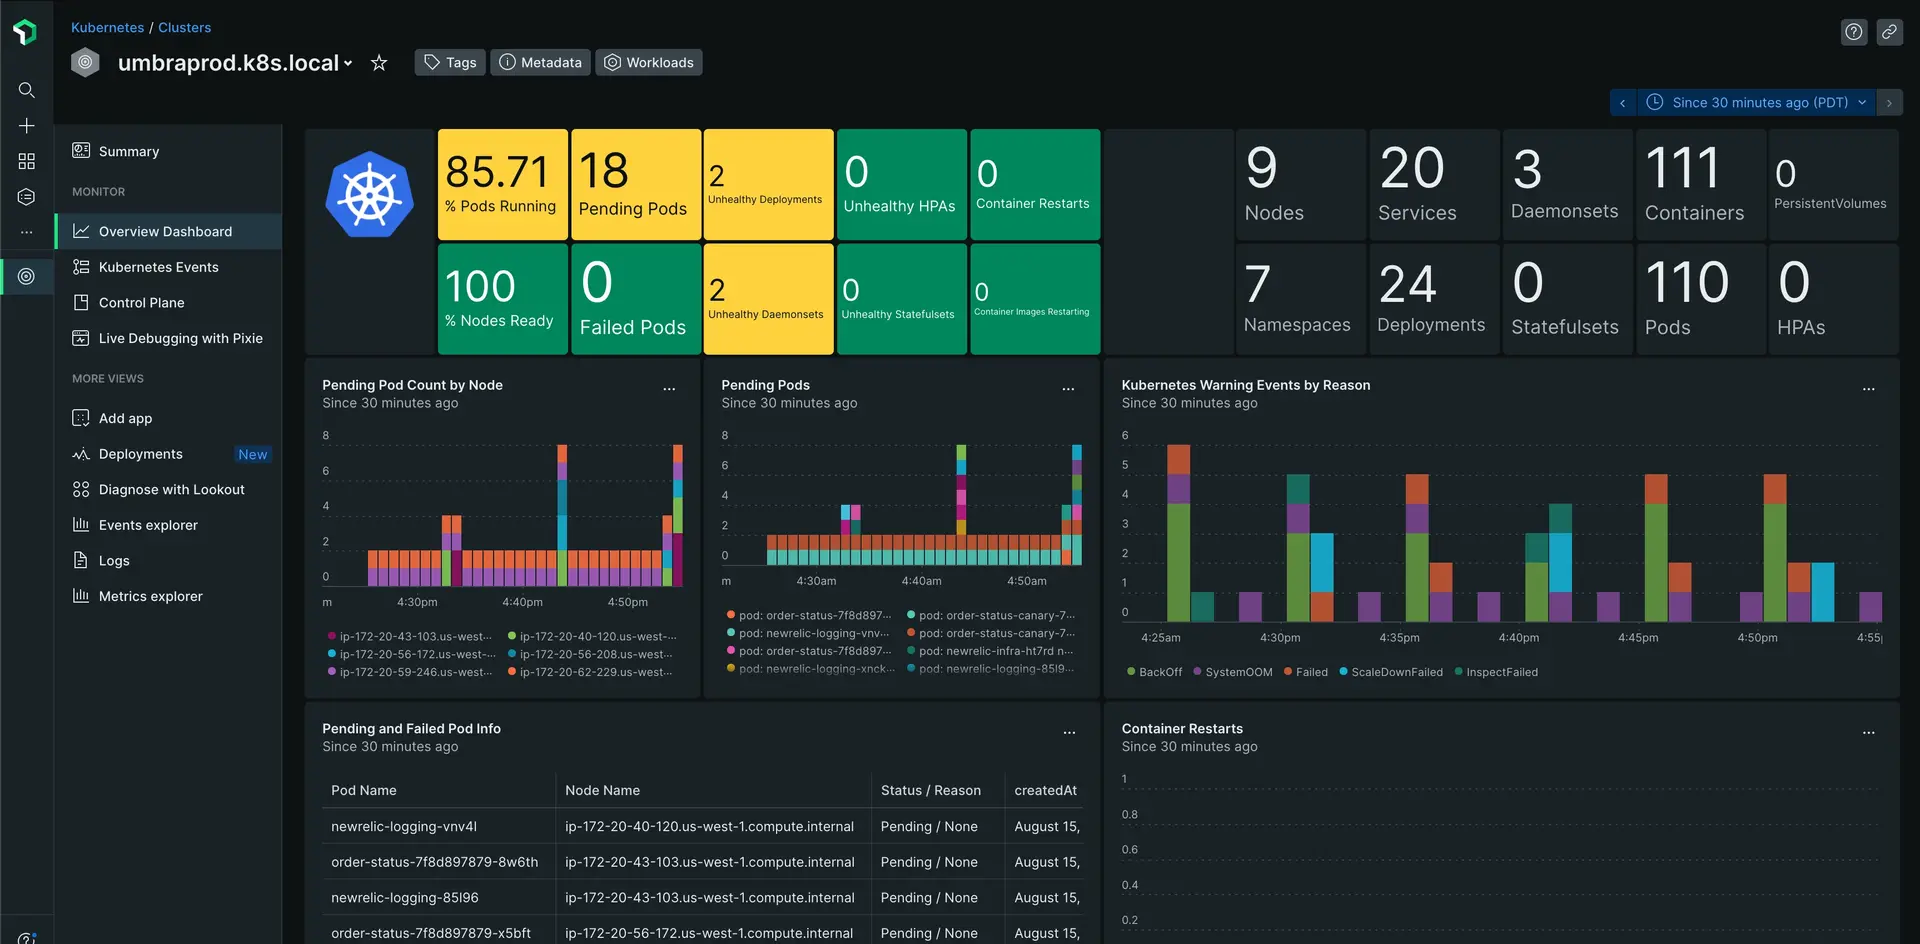 Kubernetes / Clusters
umbraprod.k8s.local
Tags
Metadata
Workloads
Since 30 minutes ago (PDT)
Summary
MONITOR
Overview Dashboard
Kubernetes Events
Control Plane
Live Debugging with Pixie
MORE VIEWS
Add app
Deployments New
Diagnose with Lookout
Events explorer
Logs
Metrics explorer
85.71
% Pods Running
18
Pending Pods
2
Unhealthy Deployments
0
Unhealthy HPAs
0
Container Restarts
9
Nodes
20
Services
3
Daemonsets
111
Containers
0
PersistentVolumes
100
% Nodes Ready
0
Failed Pods
2
Unhealthy Daemonsets
0
Unhealthy Statefulsets
0
Container Images Restarting
7
Namespaces
24
Deployments
0
Statefulsets
110
Pods
0
HPAs
Pending Pod Count by Node
Since 30 minutes ago
8
6
4
2
0
m 4:30pm 4:40pm 4:50pm
ip-172-20-43-103.us-west-... ip-172-20-40-120.us-west-...
ip-172-20-56-172.us-west-... ip-172-20-56-208.us-west-...
ip-172-20-59-246.us-west... ip-172-20-62-229.us-west...
Pending Pods
Since 30 minutes ago
8
6
4
2
0
m 4:30am 4:40am 4:50am
pod: order-status-7f8d897... pod: order-status-canary-7...
pod: newrelic-logging-vnv... pod: order-status-canary-7...
pod: order-status-7f8d897... pod: newrelic-infra-ht7rd n...
pod: newrelic-logging-xnck... pod: newrelic-logging-85l9...
Kubernetes Warning Events by Reason
Since 30 minutes ago
6
5
4
3
2
1
0
4:25am 4:30pm 4:35pm 4:40pm 4:45pm 4:50pm 4:55
BackOff SystemOOM Failed ScaleDownFailed InspectFailed
Pending and Failed Pod Info
Since 30 minutes ago
Pod Name Node Name Status / Reason createdAt
newrelic-logging-vnv4l ip-172-20-40-120.us-west-1.compute.internal Pending / None August 15,
order-status-7f8d897879-8w6th ip-172-20-43-103.us-west-1.compute.internal Pending / None August 15,
newrelic-logging-85l96 ip-172-20-43-103.us-west-1.compute.internal Pending / None August 15,
order-status-7f8d897879-x5bft ip-172-20-56-172.us-west-1.compute.internal Pending / None August 15,
Container Restarts
Since 30 minutes ago
1
0.8
0.6
0.4
0.2